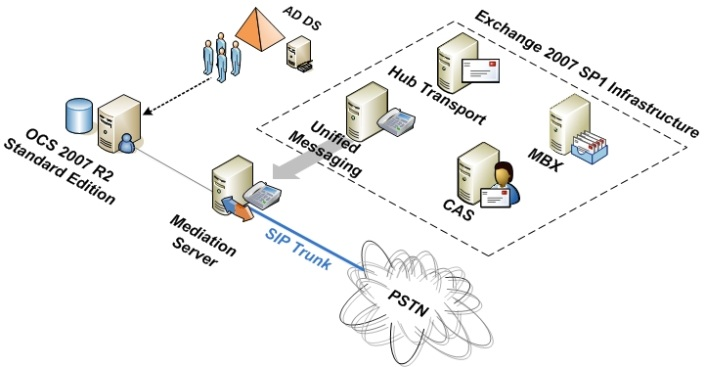 AD DS
Exchange 2007 SP1 Infrastructure
Hub Transport
Unified
Messaging
MBX
CAS
OCS 2007 R2
Standard Edition
Mediation
Server
SIP Trunk
PSTN